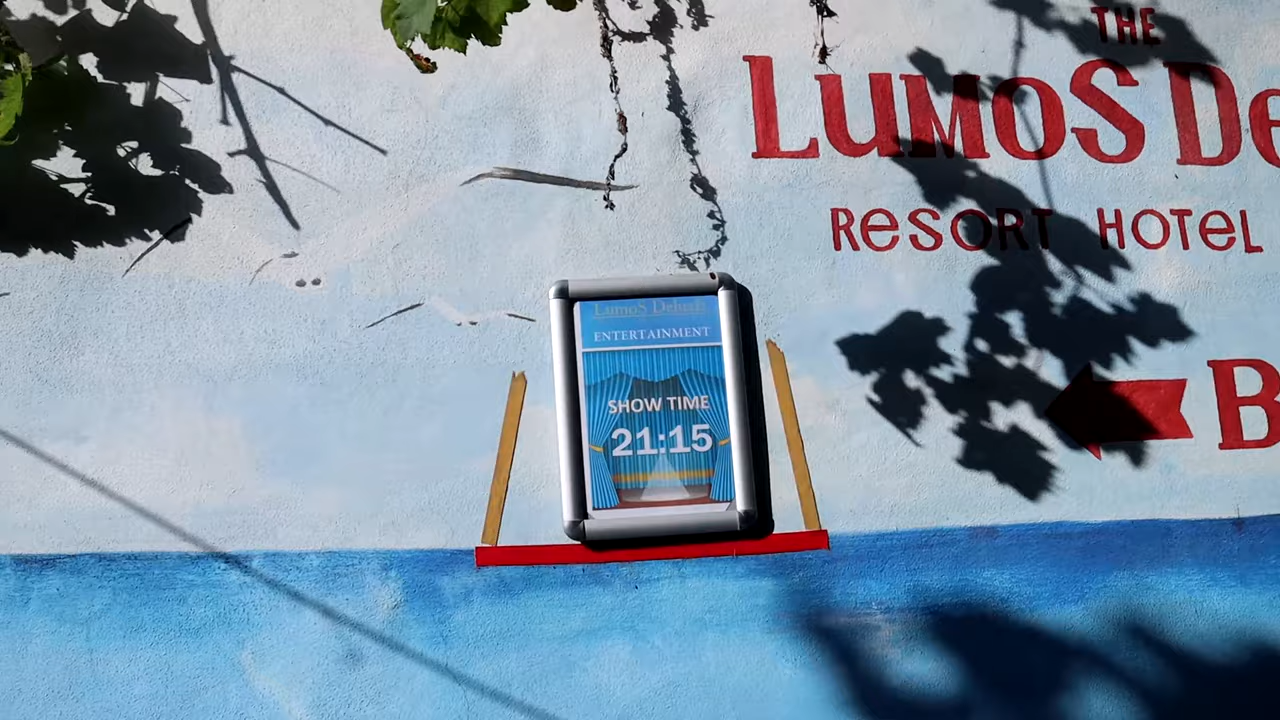 THE
LUMOS De
RESORT HOTEL
B
LumoS Deluxe
ENTERTAINMENT
SHOW TIME
21:15